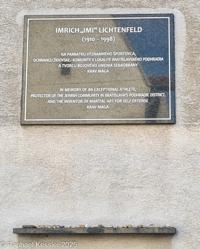 IMRICH „IMI" LICHTENFELD
(1910 - 1998)
NA PAMIATKU VÝZNAMNÉHO ŠPORTOVCA,
OCHRANCU ŽIDOVSKEJ KOMUNITY V LOKALITE BRATISLAVSKÉHO PODHRADIA
A TVORCU BOJOVÉHO UMENIA SEBAOBRANY
KRAV MAGA
IN MEMORY OF AN EXCEPTIONAL ATHLETE,
PROTECTOR OF THE JEWISH COMMUNITY IN BRATISLAVA'S PODHRADIE DISTRICT,
AND THE INVENTOR OF MARTIAL ART FOR SELF DEFENSE
KRAV MAGA
2025